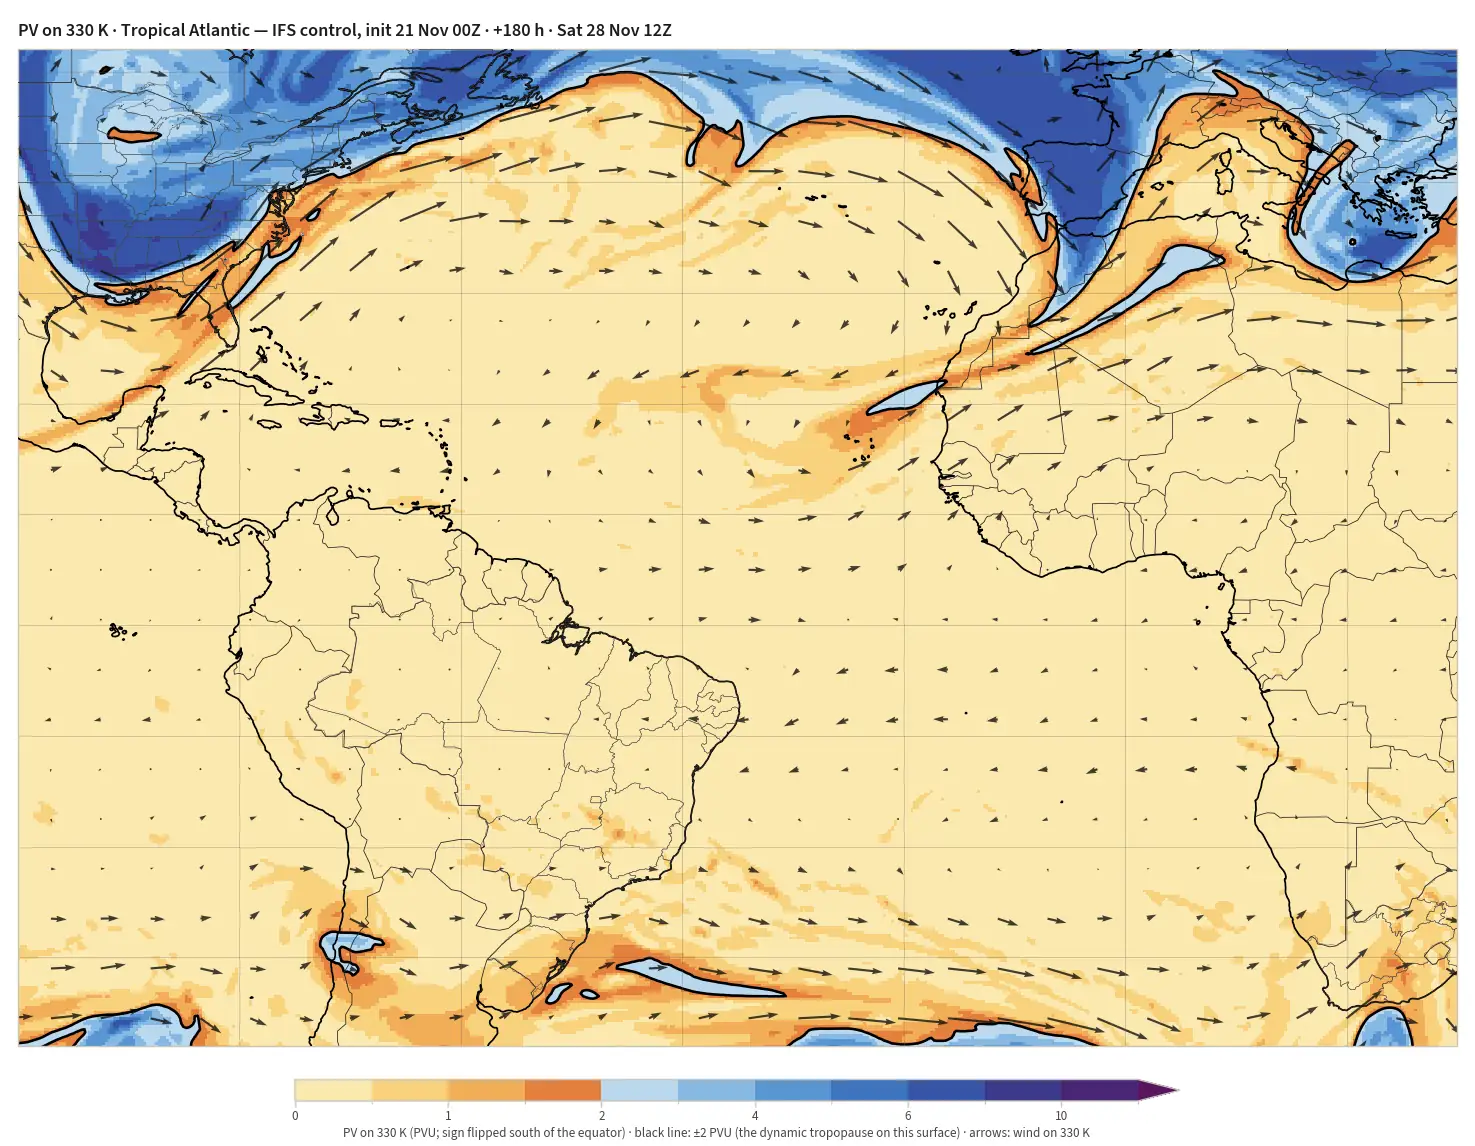 PV on 330 K · Tropical Atlantic — IFS control, init 21 Nov 00Z · +180 h · Sat 28 Nov 12Z
0 1 2 4 6 10
PV on 330 K (PVU; sign flipped south of the equator) · black line: ±2 PVU (the dynamic tropopause on this surface) · arrows: wind on 330 K